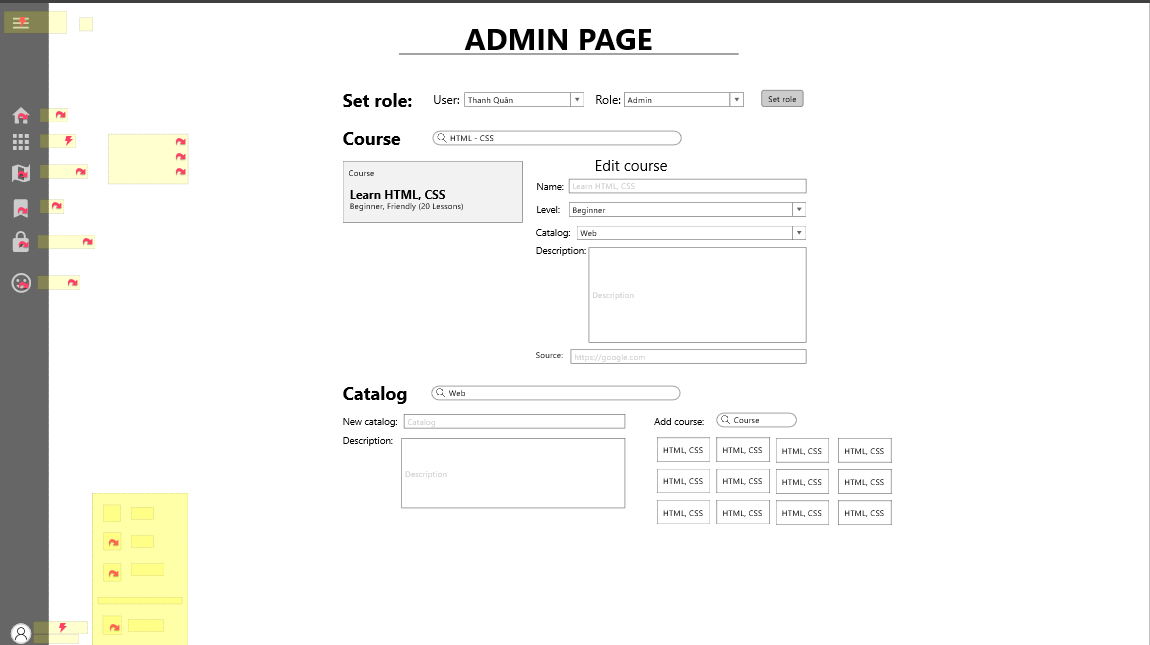 ADMIN PAGE
Set role: User: Thanh Quân Role: Admin Set role
Course HTML - CSS
Course
Learn HTML, CSS
Beginner, Friendly (20 Lessons)
Edit course
Name: Learn HTML, CSS
Level: Beginner
Catalog: Web
Description: Description
Source: https://google.com
Catalog Web
New catalog: Catalog
Description: Description
Add course: Course
HTML, CSS HTML, CSS HTML, CSS HTML, CSS
HTML, CSS HTML, CSS HTML, CSS HTML, CSS
HTML, CSS HTML, CSS HTML, CSS HTML, CSS